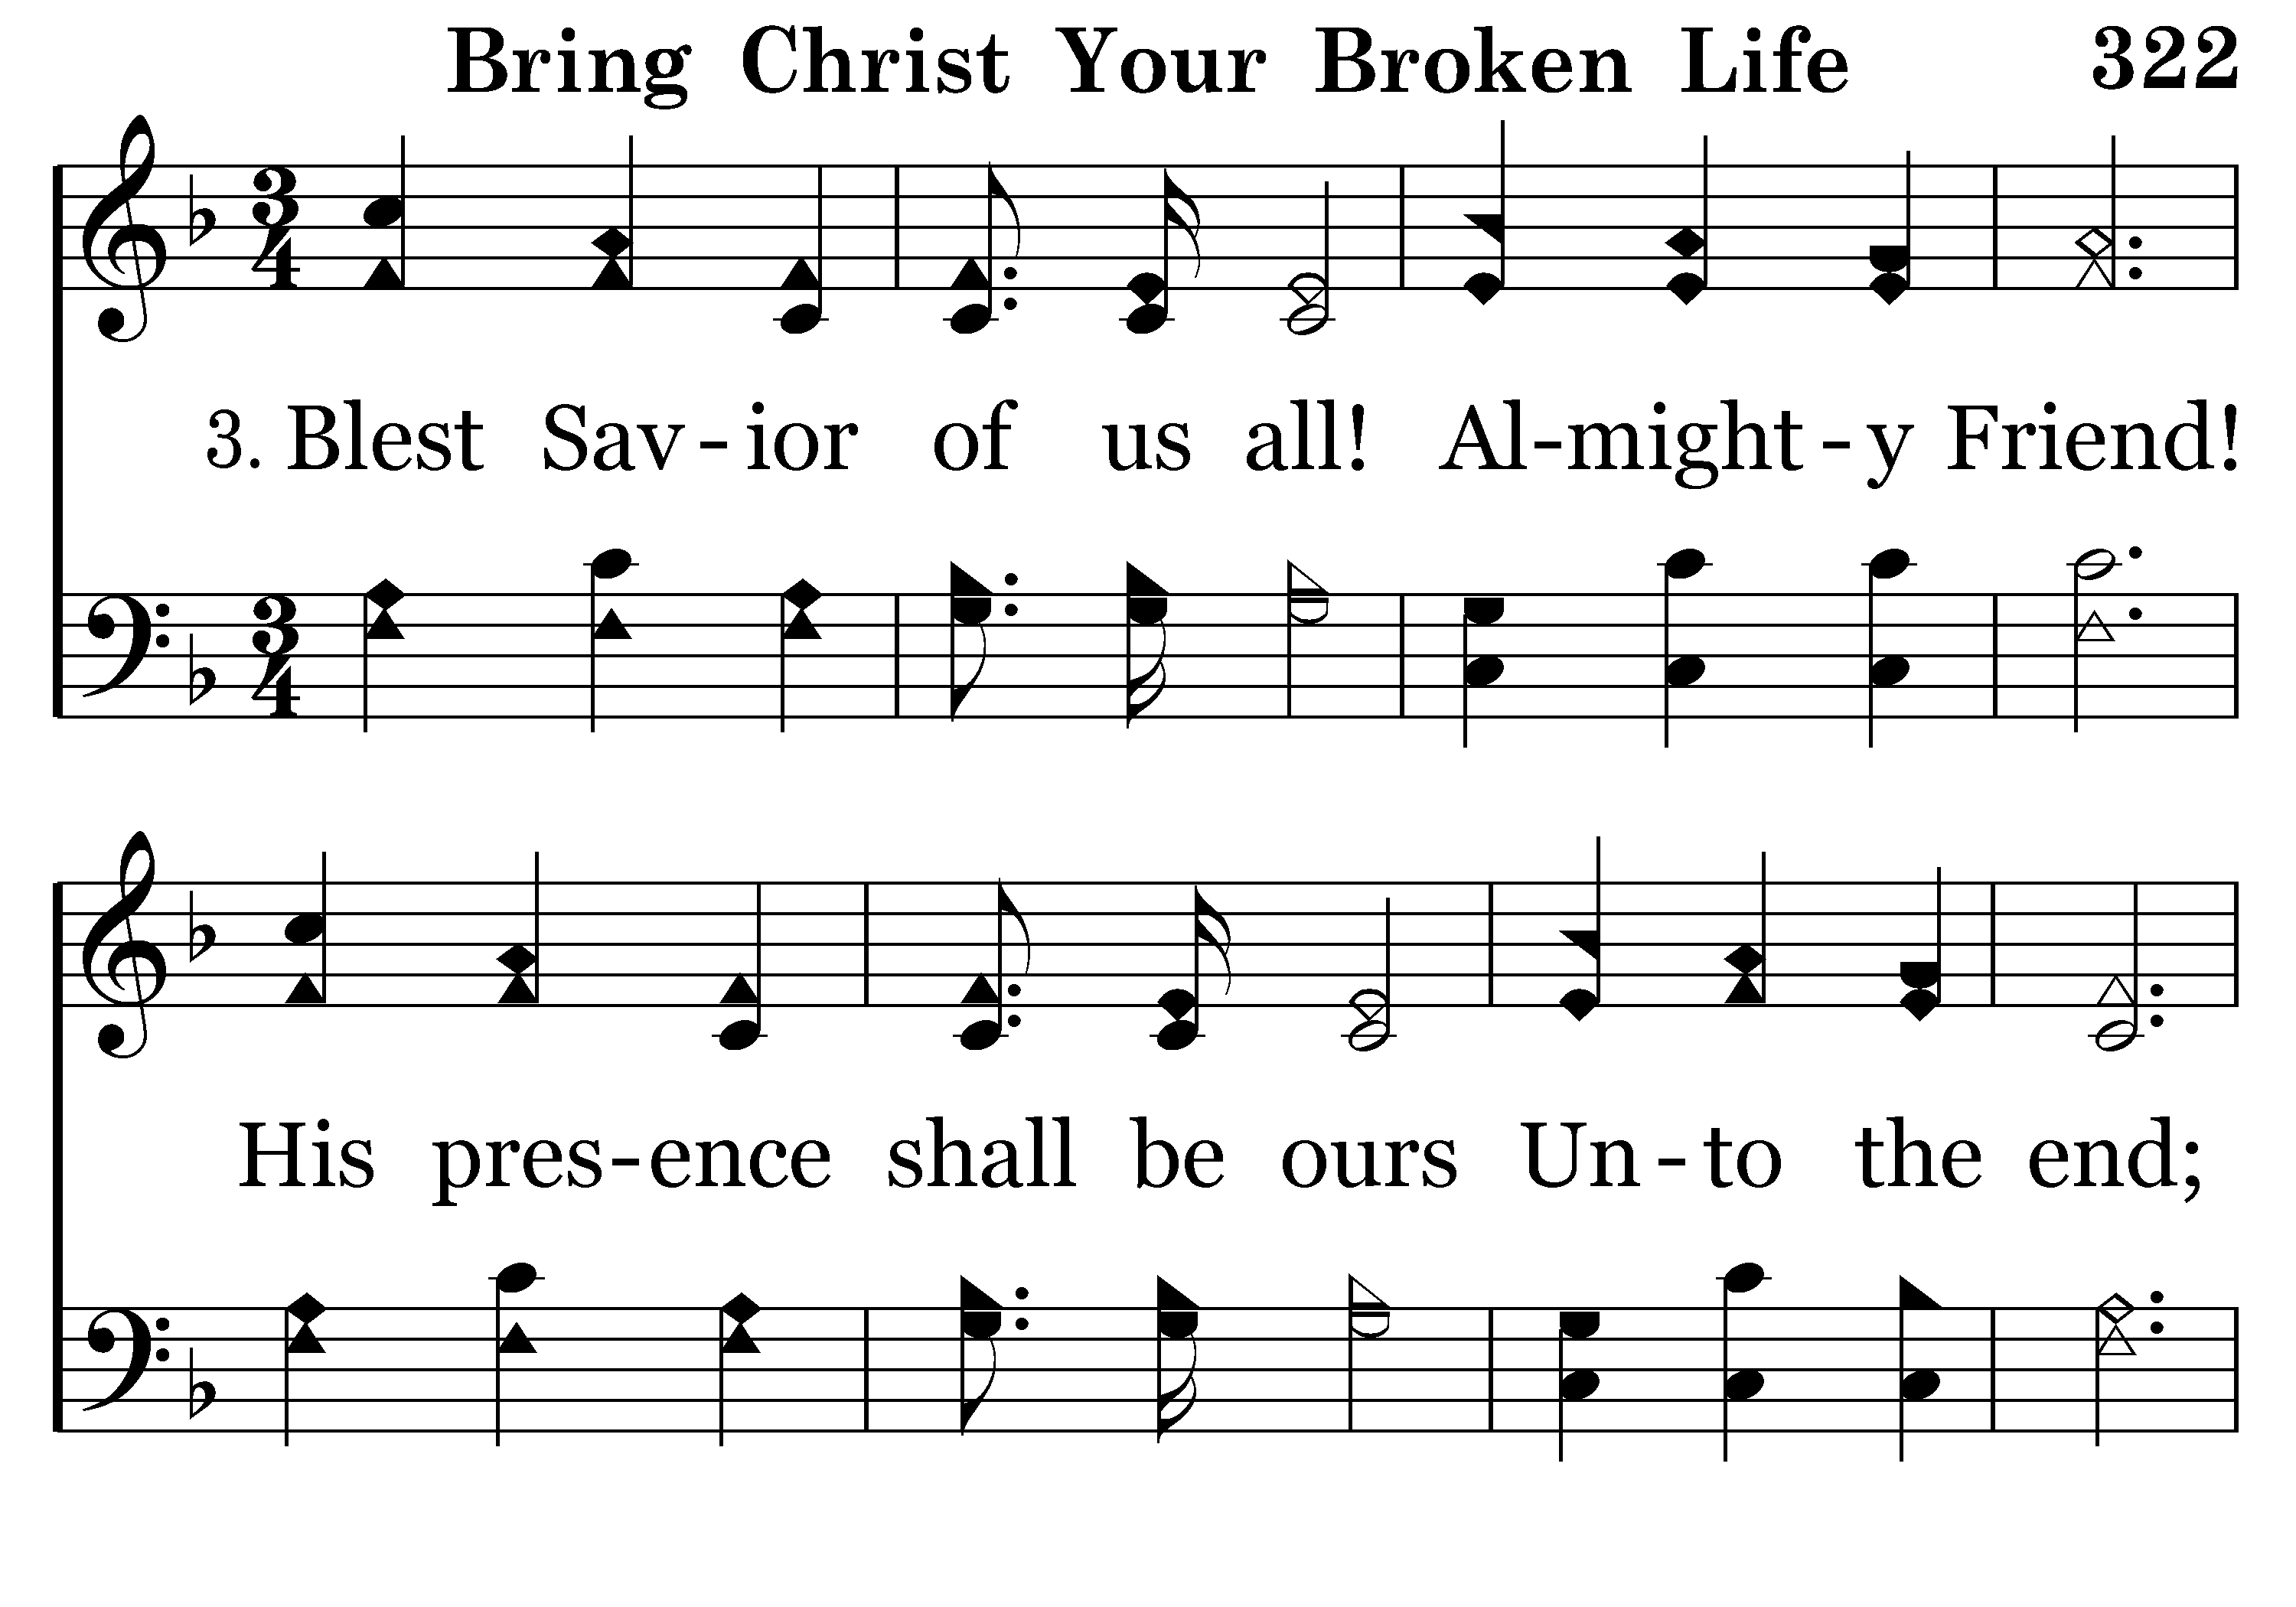 Bring Christ Your Broken Life 322
3. Blest Sav-ior of us all! Al-might-y Friend!
His pres-ence shall be ours Un-to the end;